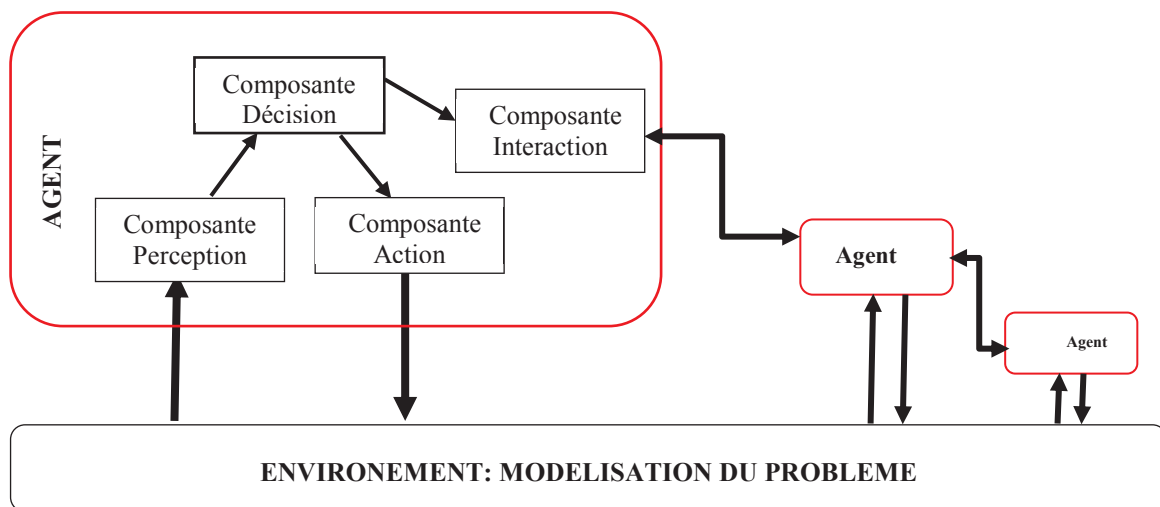 Composante
Décision
Composante
Interaction
AGENT
Composante
Perception
Composante
Action
Agent
Agent
ENVIRONEMENT: MODELISATION DU PROBLEME